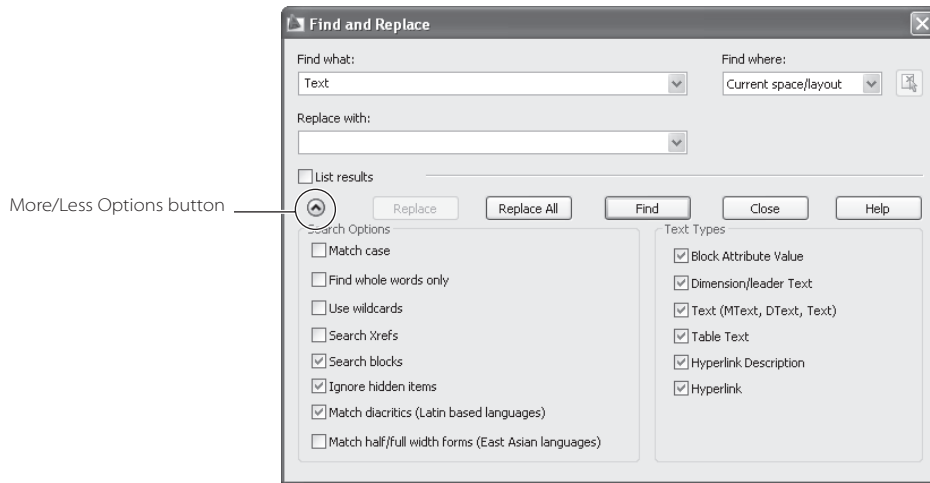 Find and Replace
Find what:
Find where:
Text
Current space/layout
Replace with:
List results
More/Less Options button
Replace
Replace All
Find
Close
Help
Search Options
Match case
Find whole words only
Use wildcards
Search Xrefs
Search blocks
Ignore hidden items
Match diacritics (Latin based languages)
Match half/full width forms (East Asian languages)
Text Types
Block Attribute Value
Dimension/leader Text
Text (MText, DText, Text)
Table Text
Hyperlink Description
Hyperlink